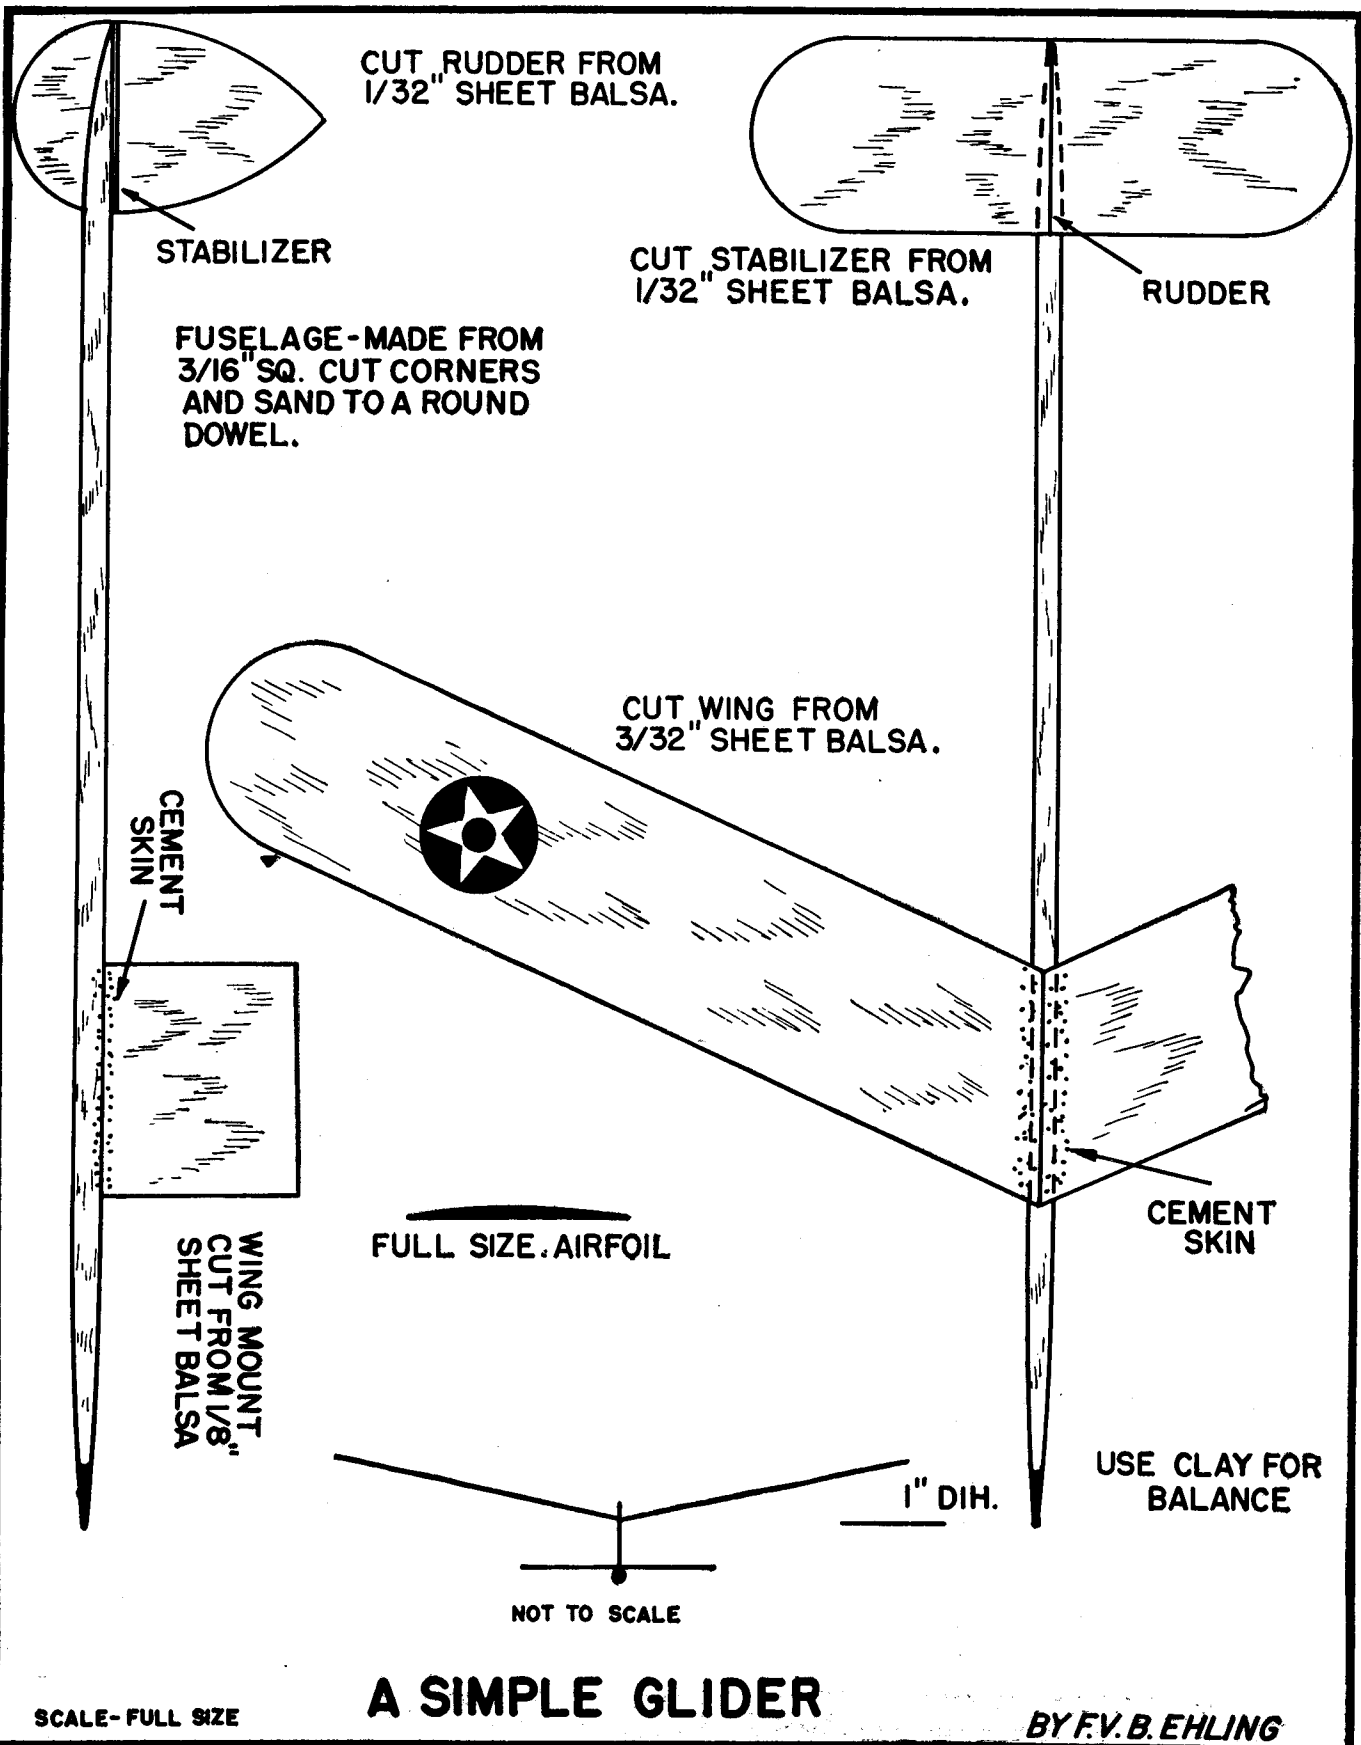 CUT RUDDER FROM
1/32" SHEET BALSA.
STABILIZER
CUT STABILIZER FROM
1/32" SHEET BALSA.
RUDDER
FUSELAGE-MADE FROM
3/16" SQ. CUT CORNERS
AND SAND TO A ROUND
DOWEL.
CUT WING FROM
3/32" SHEET BALSA.
CEMENT
SKIN
CEMENT
SKIN
FULL SIZE.AIRFOIL
WING MOUNT
CUT FROM 1/8"
SHEET BALSA
1" DIH.
USE CLAY FOR
BALANCE
NOT TO SCALE
A SIMPLE GLIDER
SCALE-FULL SIZE
BY F.V.B. EHLING